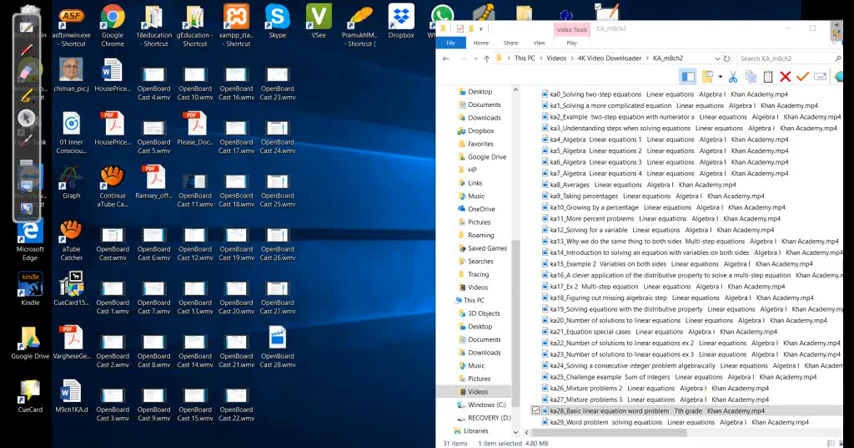 asfbinwin.exe - Shortcut
Google Chrome
18education - Shortcut
gEducation - Shortcut
xampp_sta... - Shortcut
Skype
VSee
PramukhIM... - Shortcut (
Dropbox
chiman_pic.j
HousePrice
OpenBoard Cast 4.wmv
OpenBoard Cast 10.wmv
OpenBoard Cast 16.wmv
OpenBoard Cast 23.wmv
01 Inner Conscious...
HousePrice...
OpenBoard Cast 5.wmv
Please_Doc...
OpenBoard Cast 17.wmv
OpenBoard Cast 24.wmv
Graph
Continue aTube Ca...
Ramsey_off...
OpenBoard Cast 11.wmv
OpenBoard Cast 18.wmv
OpenBoard Cast 25.wmv
Microsoft Edge
aTube Catcher
OpenBoard Cast.wmv
OpenBoard Cast 6.wmv
OpenBoard Cast 12.wmv
OpenBoard Cast 19.wmv
OpenBoard Cast 26.wmv
Kindle
CueCard15...
OpenBoard Cast 1.wmv
OpenBoard Cast 7.wmv
OpenBoard Cast 13.wmv
OpenBoard Cast 20.wmv
OpenBoard Cast 27.wmv
Google Drive
VargheseGe...
OpenBoard Cast 2.wmv
OpenBoard Cast 8.wmv
OpenBoard Cast 14.wmv
OpenBoard Cast 21.wmv
OpenBoard Cast 28.wmv
CueCard
M9ch1KA.d
OpenBoard Cast 3.wmv
OpenBoard Cast 9.wmv
OpenBoard Cast 15.wmv
OpenBoard Cast 22.wmv
Video Tools KA_m8ch2
File Home Share View Play
This PC > Videos > 4K Video Downloader > KA_m8ch2
Search KA_m8ch2
Desktop
Documents
Downloads
Dropbox
Favorites
Google Drive
HP
Links
Music
OneDrive
Pictures
Roaming
Saved Games
Searches
Tracing
Videos
This PC
3D Objects
Desktop
Documents
Downloads
Music
Pictures
Videos
Windows (C:)
RECOVERY (D:)
Libraries
ka0_Solving two-step equations Linear equations Algebra I Khan Academy.mp4
ka1_Solving a more complicated equation Linear equations Algebra I Khan Academy.mp4
ka2_Example two-step equation with numerator x Linear equations Algebra I Khan Academy.mp4
ka3_Understanding steps when solving equations Linear equations Algebra I Khan Academy.mp4
ka4_Algebra Linear equations 1 Linear equations Algebra I Khan Academy.mp4
ka5_Algebra Linear equations 2 Linear equations Algebra I Khan Academy.mp4
ka6_Algebra Linear equations 3 Linear equations Algebra I Khan Academy.mp4
ka7_Algebra Linear equations 4 Linear equations Algebra I Khan Academy.mp4
ka8_Averages Linear equations Algebra I Khan Academy.mp4
ka9_Taking percentages Linear equations Algebra I Khan Academy.mp4
ka10_Growing by a percentage Linear equations Algebra I Khan Academy.mp4
ka11_More percent problems Linear equations Algebra I Khan Academy.mp4
ka12_Solving for a variable Linear equations Algebra I Khan Academy.mp4
ka13_Why we do the same thing to both sides Multi-step equations Algebra I Khan Academy.mp4
ka14_Introduction to solving an equation with variables on both sides Linear equations Algebra I
ka15_Example 2 Variables on both sides Linear equations Algebra I Khan Academy.mp4
ka16_A clever application of the distributive property to solve a multi-step equation Algebra I
ka17_Ex 2 Multi-step equation Linear equations Algebra I Khan Academy.mp4
ka18_Figuring out missing algebraic step Linear equations Algebra I Khan Academy.mp4
ka19_Solving equations with the distributive property Linear equations Algebra I Khan
ka20_Number of solutions to linear equations Linear equations Algebra I Khan Academy.mp4
ka21_Equation special cases Linear equations Algebra I Khan Academy.mp4
ka22_Number of solutions to linear equations ex 2 Linear equations Algebra I Khan Academy.mp4
ka23_Number of solutions to linear equations ex 3 Linear equations Algebra I Khan Academy.mp4
ka24_Solving a consecutive integer problem algebraically Linear equations Algebra I Khan
ka25_Challenge example Sum of integers Linear equations Algebra I Khan Academy.mp4
ka26_Mixture problems 2 Linear equations Algebra I Khan Academy.mp4
ka27_Mixture problems 3 Linear equations Algebra I Khan Academy.mp4
ka28_Basic linear equation word problem 7th grade Khan Academy.mp4
ka29_Word problem solving equations Linear equations Algebra I Khan Academy.mp4
31 items 1 item selected 4.80 MB